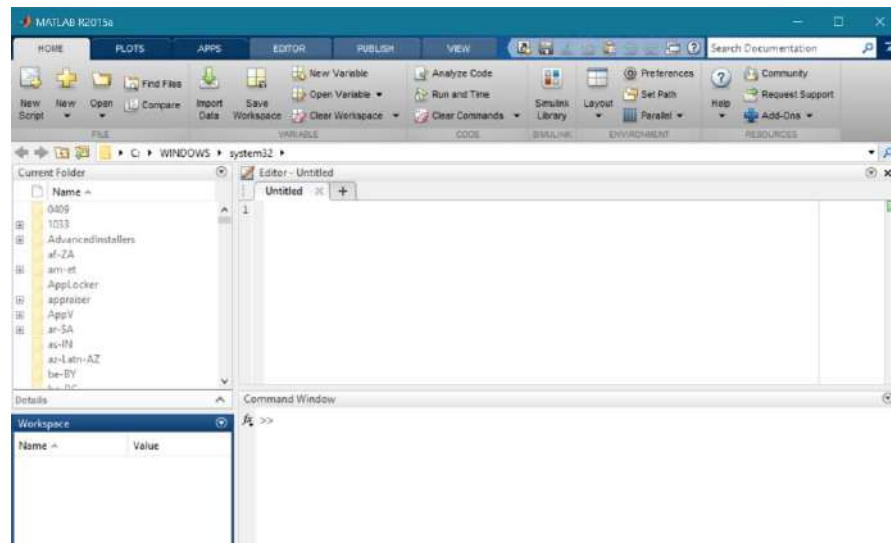 MATLAB R2015a
HOME PLOTS APPS EDITOR PUBLISH VIEW Search Documentation
New Script New Open Find Files Compare Import Data Save Workspace New Variable Open Variable Clear Workspace Analyze Code Run and Time Clear Commands Simulink Library Layout Preferences Set Path Parallel Help Community Request Support Add-Ons
FILE VARIABLE CODE SIMULINK ENVIRONMENT RESOURCES
C: WINDOWS system32
Current Folder Editor - Untitled
Name Untitled +
0409 1
1033
AdvancedInstallers
af-ZA
am-et
AppLocker
appraiser
AppV
ar-SA
as-IN
az-Latn-AZ
be-BY
Details Command Window
Workspace fx >>
Name Value